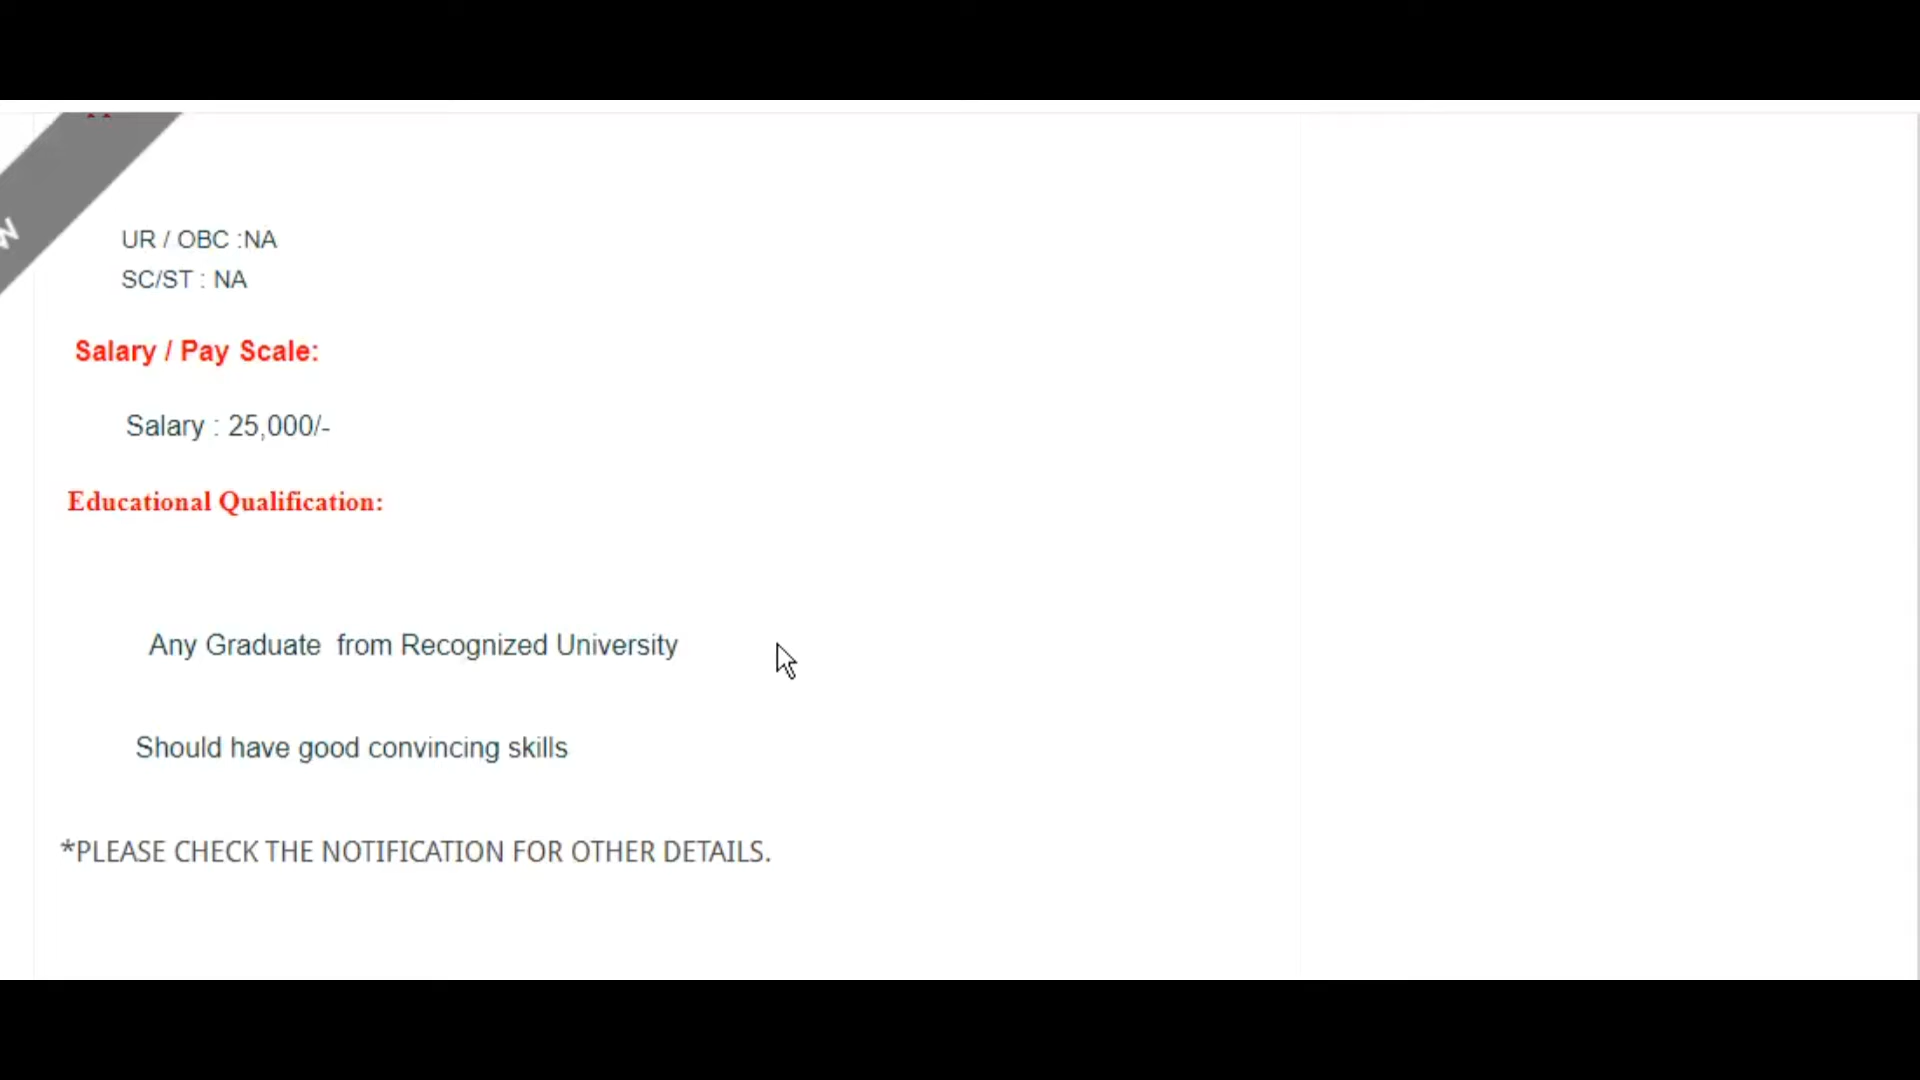 UR / OBC :NA
SC/ST : NA
Salary / Pay Scale:
Salary : 25,000/-
Educational Qualification:
Any Graduate  from Recognized University
Should have good convincing skills
*PLEASE CHECK THE NOTIFICATION FOR OTHER DETAILS.